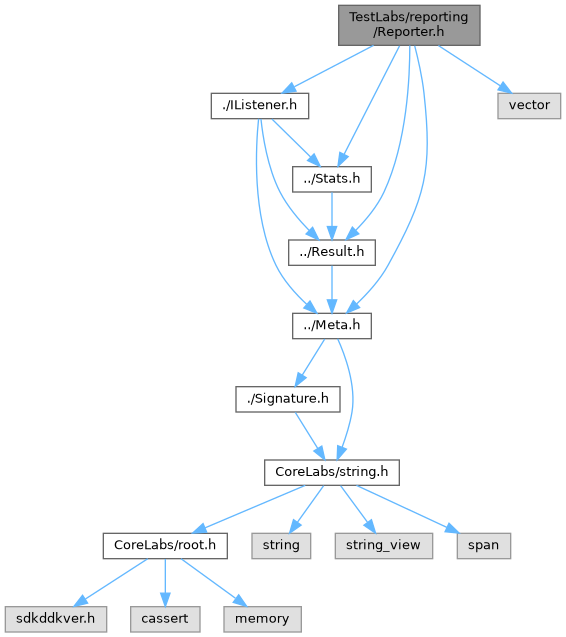 TestLabs/reporting
/Reporter.h
./IListener.h
vector
../Stats.h
../Result.h
../Meta.h
./Signature.h
CoreLabs/string.h
CoreLabs/root.h
string
string_view
span
sdkddkver.h
cassert
memory